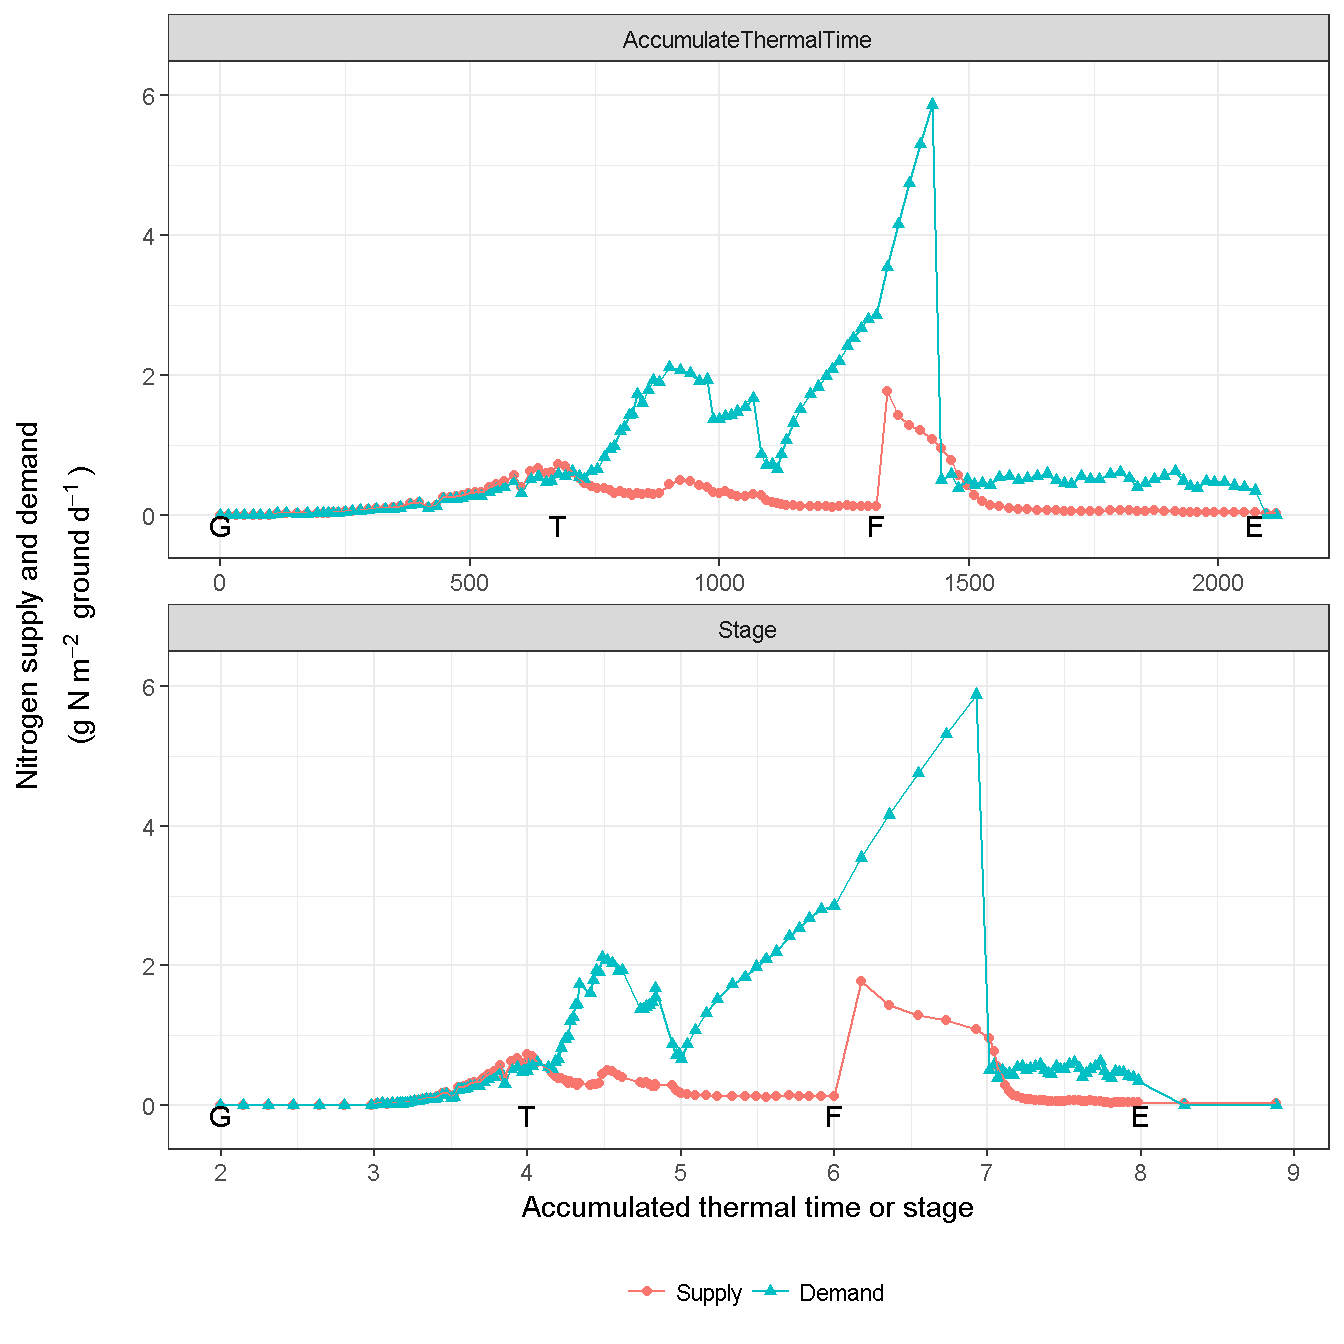 AccumulateThermalTime
6
4
2
0
G T F E
0 500 1000 1500 2000
Stage
6
4
2
0
G T F E
2 3 4 5 6 7 8 9
Accumulated thermal time or stage
Nitrogen supply and demand
(g N m⁻² ground d⁻¹)
Supply Demand